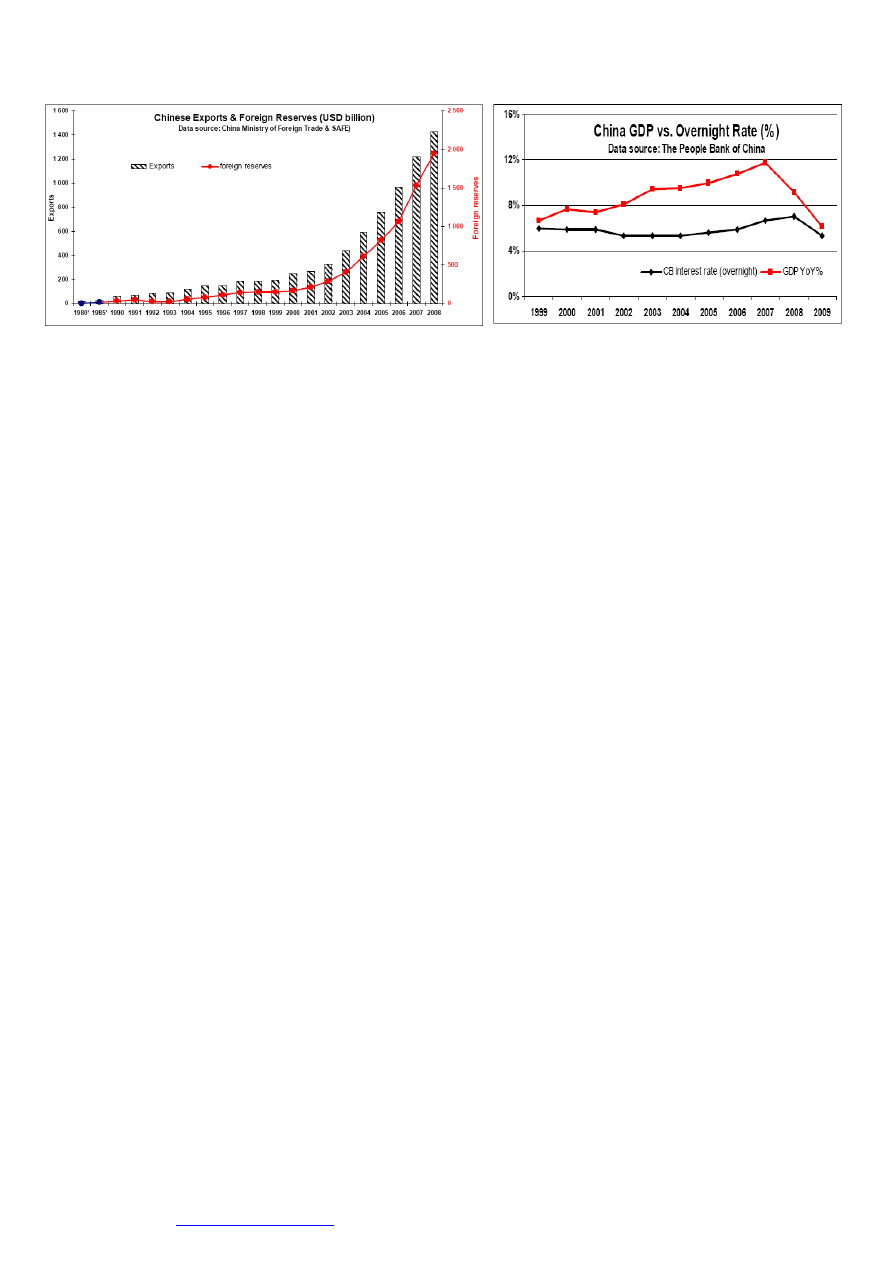 Chinese Exports & Foreign Reserves (USD billion)
Data source: China Ministry of Foreign Trade & SAFE)
Exports
foreign reserves
1 600
1 400
1 200
1 000
800
600
400
200
0
Exports
2 500
2 000
1 500
1 000
500
0
Foreign reserves
1980' 1985' 1990 1991 1992 1993 1994 1995 1996 1997 1998 1999 2000 2001 2002 2003 2004 2005 2006 2007 2008
China GDP vs. Overnight Rate (%)
Data source: The People Bank of China
16%
12%
8%
4%
0%
CB interest rate (overnight)
GDP YoY%
1999 2000 2001 2002 2003 2004 2005 2006 2007 2008 2009